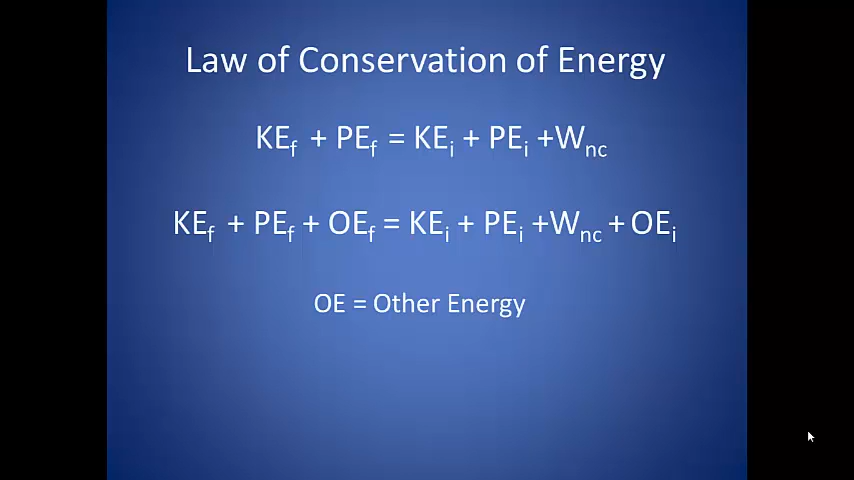 Law of Conservation of Energy
KEf + PEf = KEi + PEi +Wnc
KEf + PEf + OEf = KEi + PEi +Wnc + OEi
OE = Other Energy